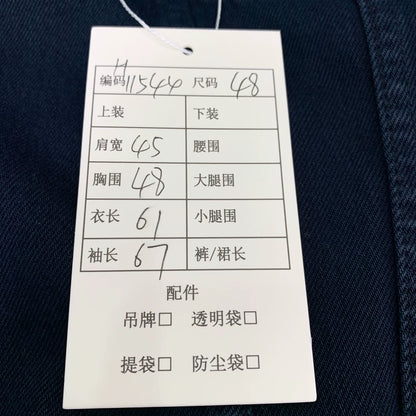 编码 H11544 尺码 48
上装 下装
肩宽 45 腰围
胸围 48 大腿围
衣长 61 小腿围
袖长 67 裤/裙长
配件
吊牌□ 透明袋□
提袋□ 防尘袋□